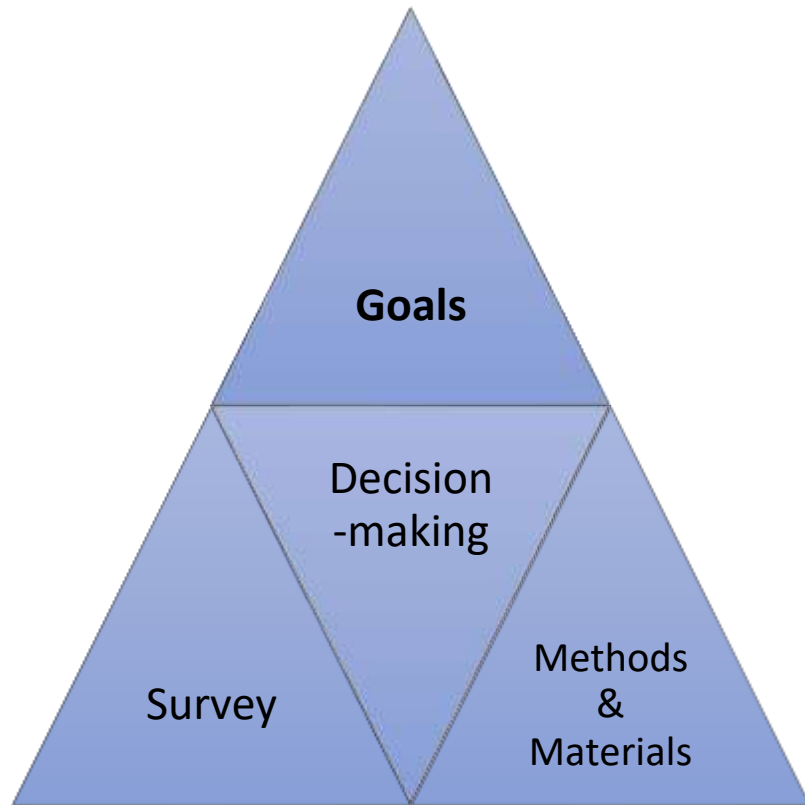 Goals
Decision
-making
Survey
Methods
&
Materials